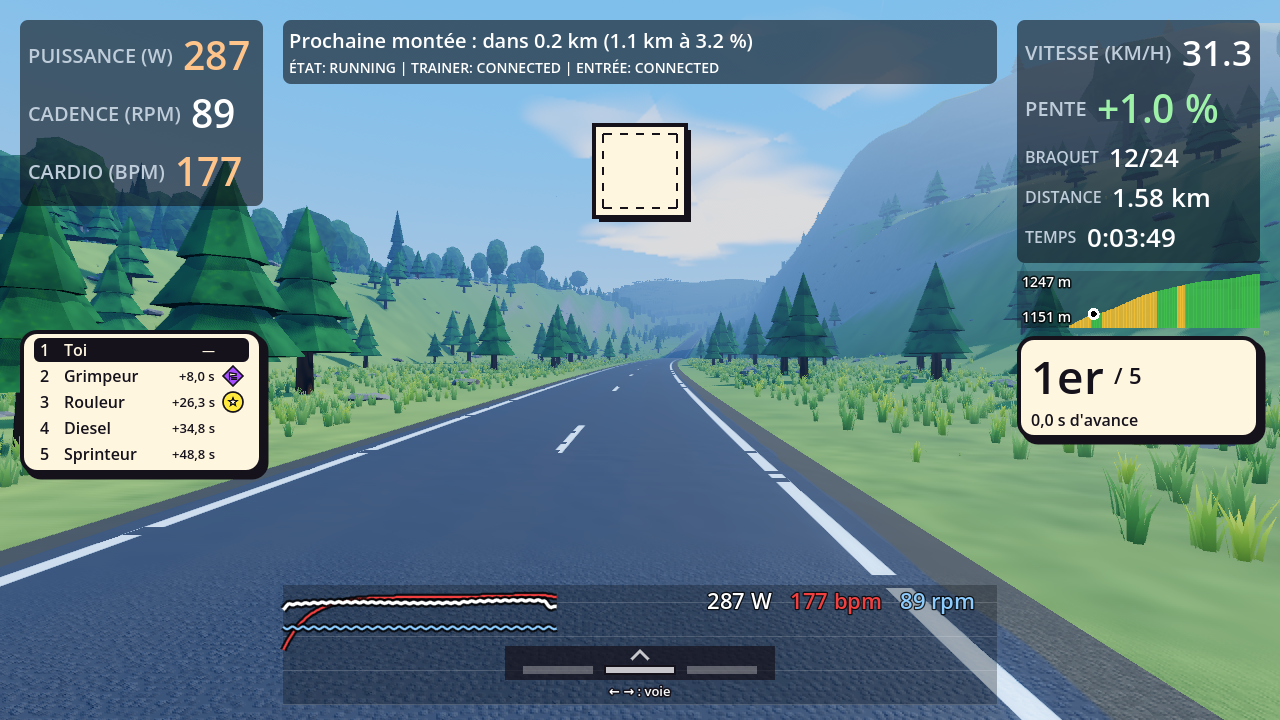 PUISSANCE (W) 287
CADENCE (RPM) 89
CARDIO (BPM) 177
Prochaine montée : dans 0.2 km (1.1 km à 3.2 %)
ÉTAT: RUNNING | TRAINER: CONNECTED | ENTRÉE: CONNECTED
VITESSE (KM/H) 31.3
PENTE +1.0 %
BRAQUET 12/24
DISTANCE 1.58 km
TEMPS 0:03:49
1247 m
1151 m
1 Toi —
2 Grimpeur +8,0 s
3 Rouleur +26,3 s
4 Diesel +34,8 s
5 Sprinteur +48,8 s
1er / 5
0,0 s d'avance
287 W 177 bpm 89 rpm
← → : voie